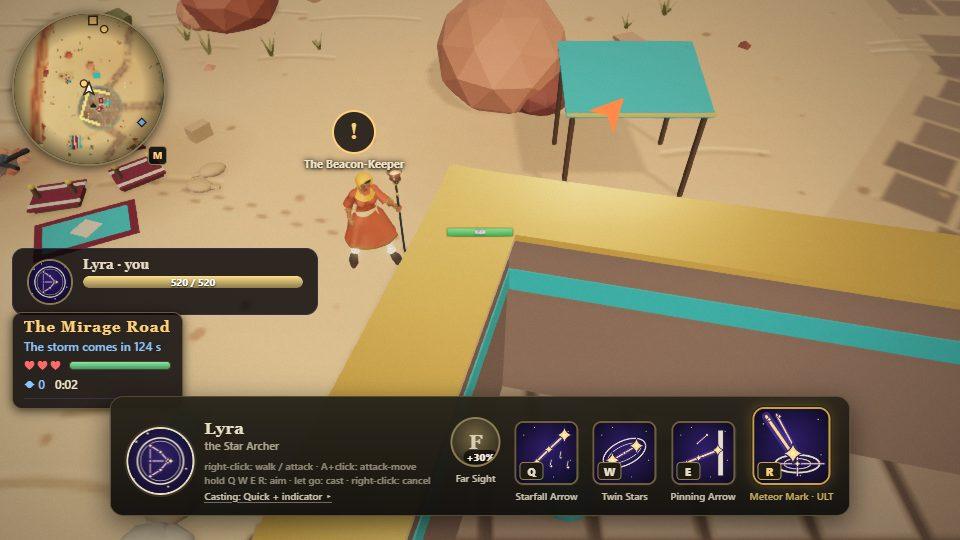 !
The Beacon-Keeper
M
Lyra · you
520 / 520
The Mirage Road
The storm comes in 124 s
0 0:02
Lyra
the Star Archer
right-click: walk / attack · A+click: attack-move
hold Q W E R: aim · let go: cast · right-click: cancel
Casting: Quick + indicator ▸
F
+30%
Far Sight
Q
Starfall Arrow
W
Twin Stars
E
Pinning Arrow
R
Meteor Mark · ULT